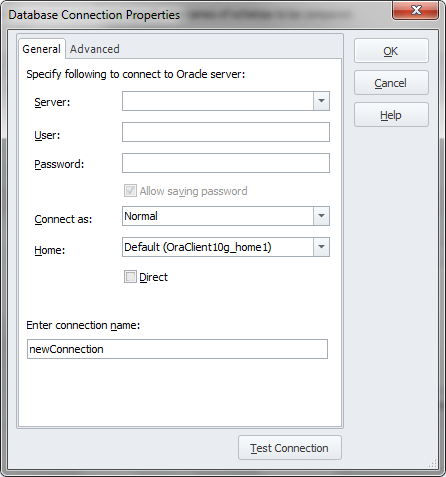 Database Connection Properties
General Advanced
Specify following to connect to Oracle server:
Server:
User:
Password:
Allow saving password
Connect as: Normal
Home: Default (OraClient10g_home1)
Direct
Enter connection name:
newConnection
OK
Cancel
Help
Test Connection